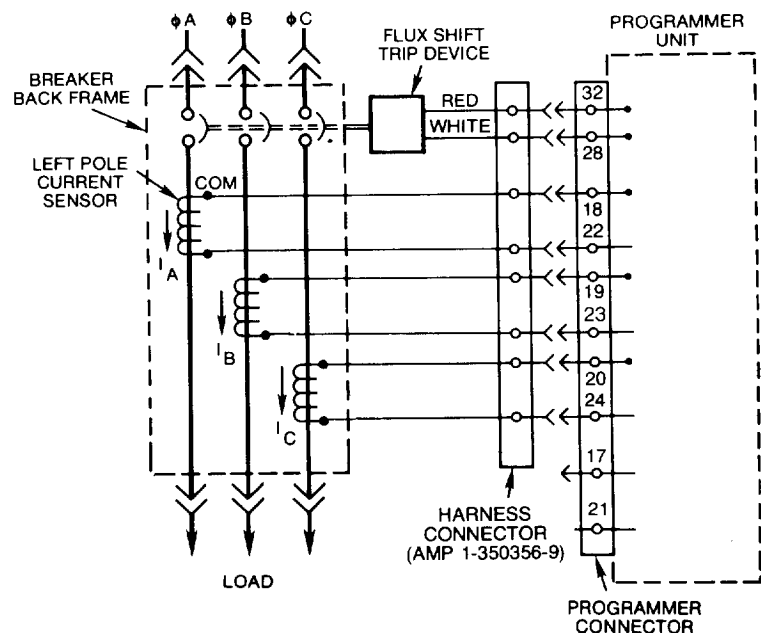 ϕA
ϕB
ϕC
FLUX SHIFT
TRIP DEVICE
PROGRAMMER
UNIT
BREAKER
BACK FRAME
RED
WHITE
32
28
LEFT POLE
CURRENT
SENSOR
COM
18
22
I A
19
23
I B
20
24
I C
17
21
HARNESS
CONNECTOR
(AMP 1-350356-9)
LOAD
PROGRAMMER
CONNECTOR